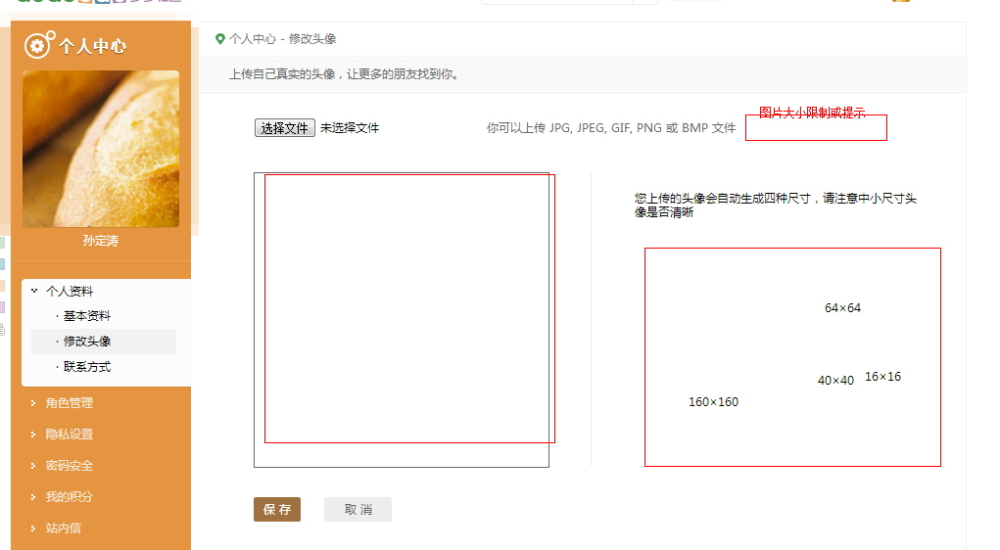 个人中心
孙定涛
个人资料
· 基本资料
· 修改头像
· 联系方式
角色管理
隐私设置
密码安全
我的积分
站内信
个人中心 - 修改头像
上传自己真实的头像，让更多的朋友找到你。
选择文件 未选择文件
你可以上传 JPG, JPEG, GIF, PNG 或 BMP 文件
图片大小限制或提示
您上传的头像会自动生成四种尺寸，请注意中小尺寸头
像是否清晰
64×64
40×40
16×16
160×160
保 存
取 消